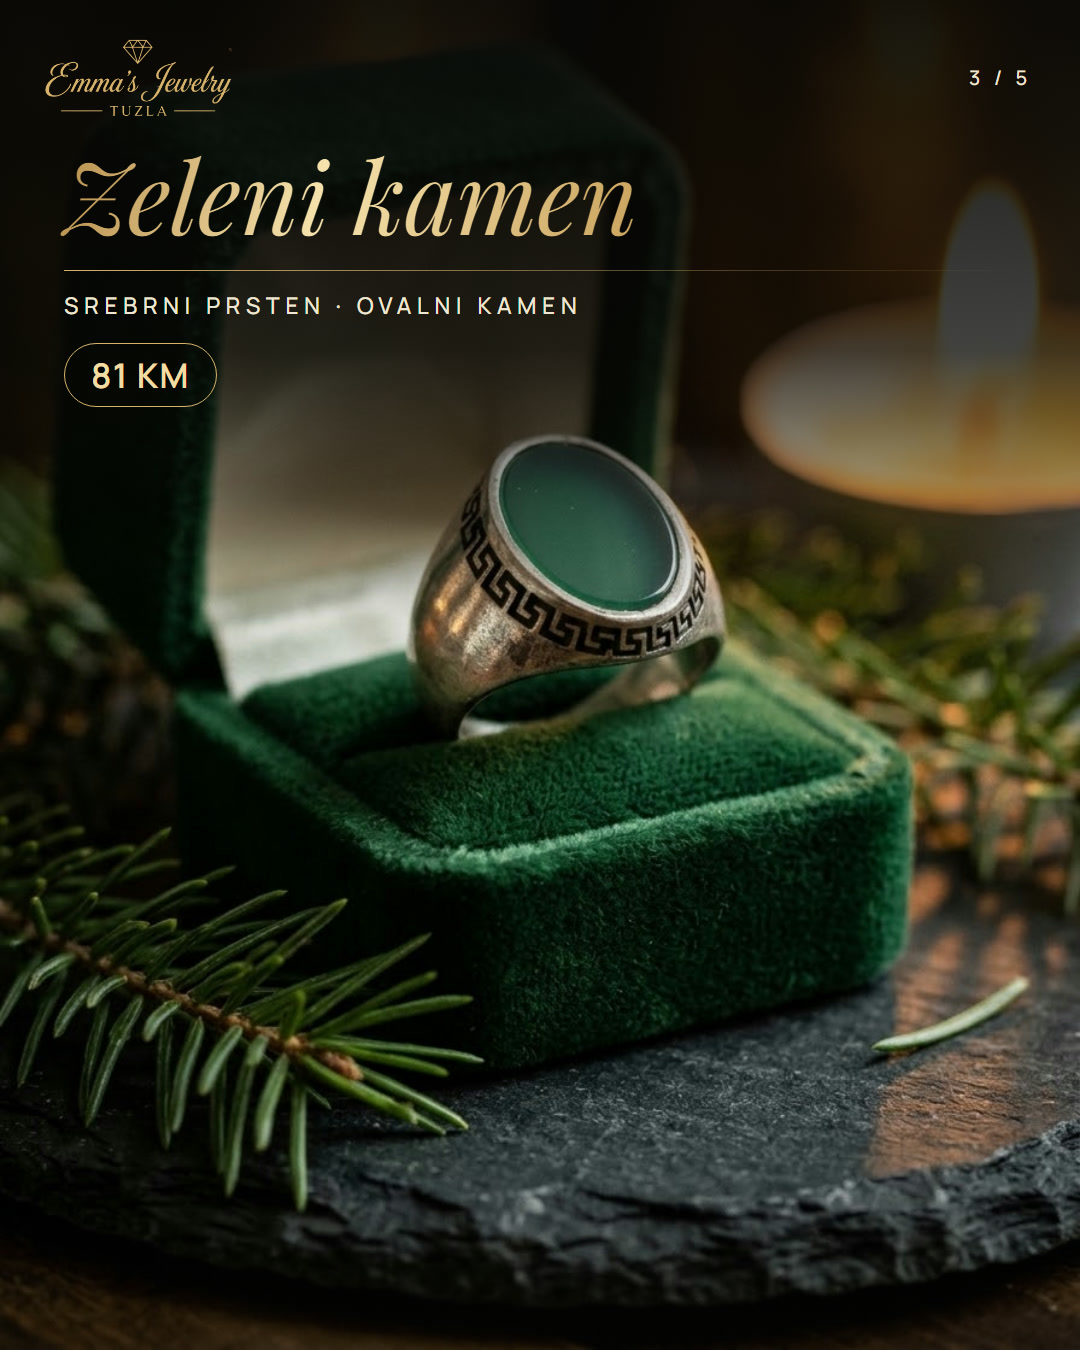 Emma's Jewelry
TUZLA
3 / 5
Zeleni kamen
SREBRNI PRSTEN · OVALNI KAMEN
81 KM